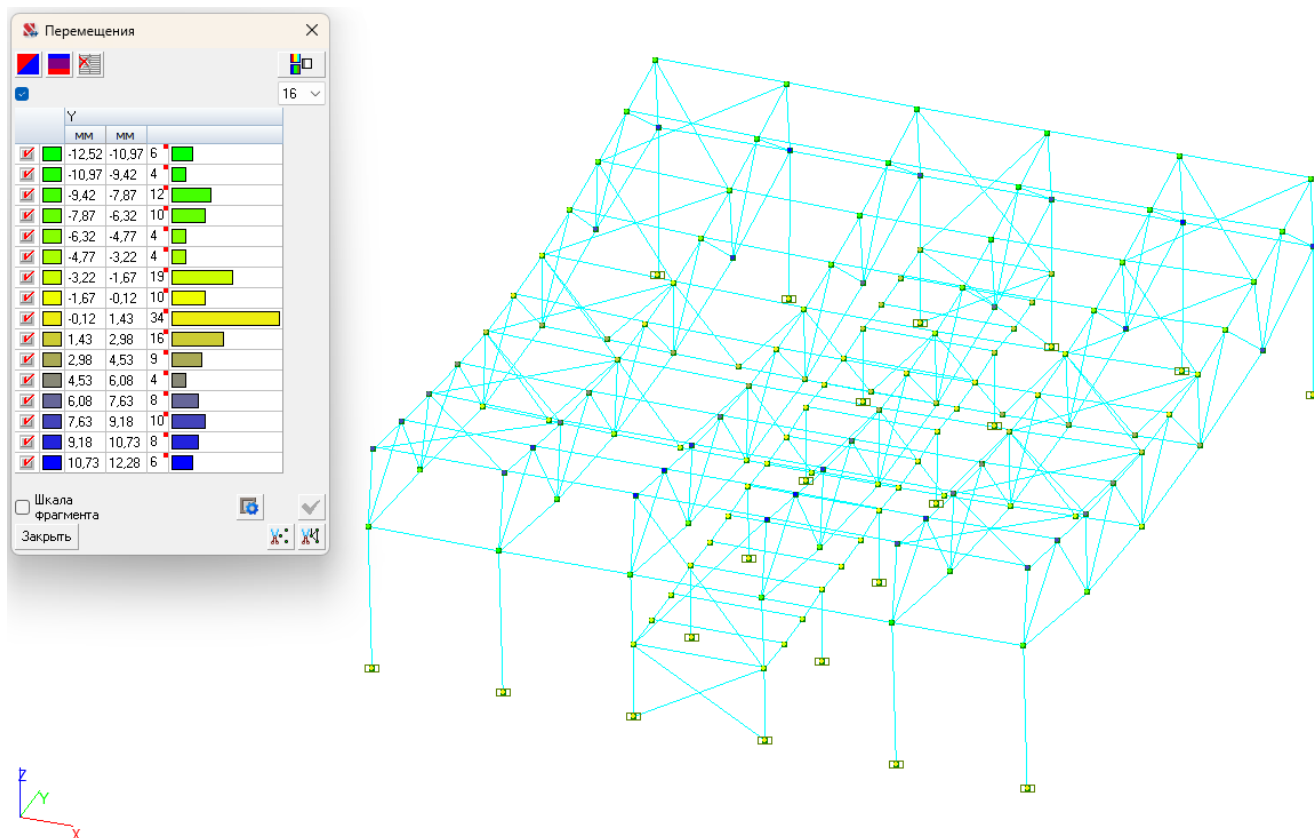 Перемещения
16
Y
мм мм
-12,52 -10,97 6
-10,97 -9,42 4
-9,42 -7,87 12
-7,87 -6,32 10
-6,32 -4,77 4
-4,77 -3,22 4
-3,22 -1,67 19
-1,67 -0,12 10
-0,12 1,43 34
1,43 2,98 16
2,98 4,53 9
4,53 6,08 4
6,08 7,63 8
7,63 9,18 10
9,18 10,73 8
10,73 12,28 6
Шкала
фрагмента
Закрыть
Z
Y
X